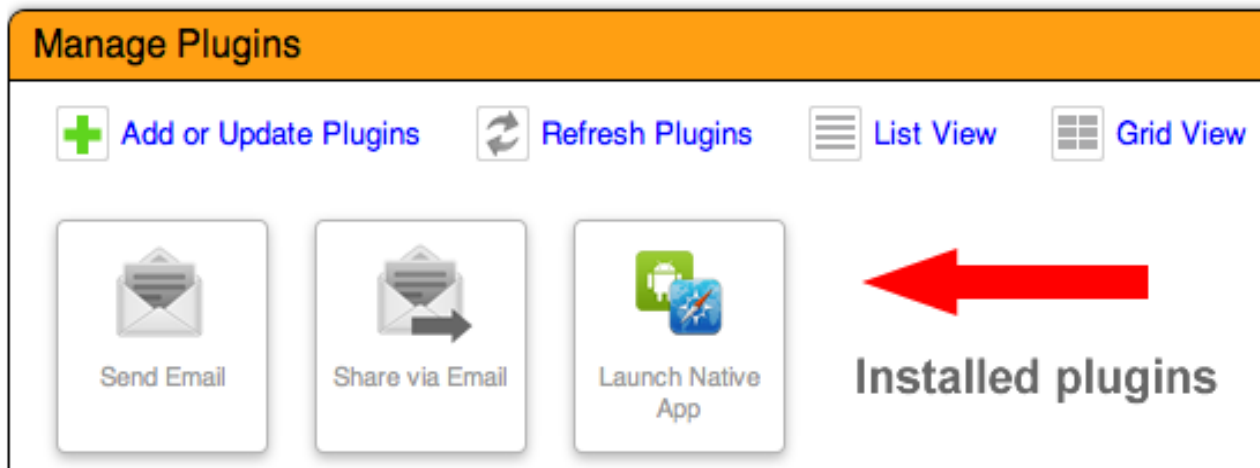 Manage Plugins
Add or Update Plugins
Refresh Plugins
List View
Grid View
Send Email
Share via Email
Launch Native
App
Installed plugins